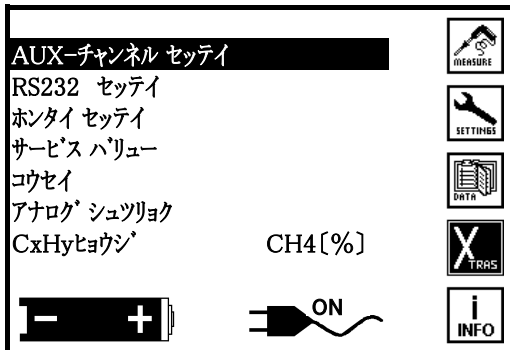 AUX-チャンネル セッテイ
RS232 セッテイ
ホンタイ セッテイ
サービス バリュー
コウセイ
アナログ シュツリョク
CxHyヒョウジ CH4〔%〕
ON
MEASURE
SETTINGS
DATA
XTRAS
i
INFO